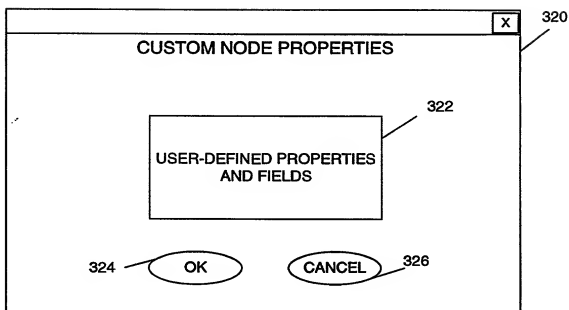 X
320
CUSTOM NODE PROPERTIES
322
USER-DEFINED PROPERTIES
AND FIELDS
324
OK
CANCEL
326